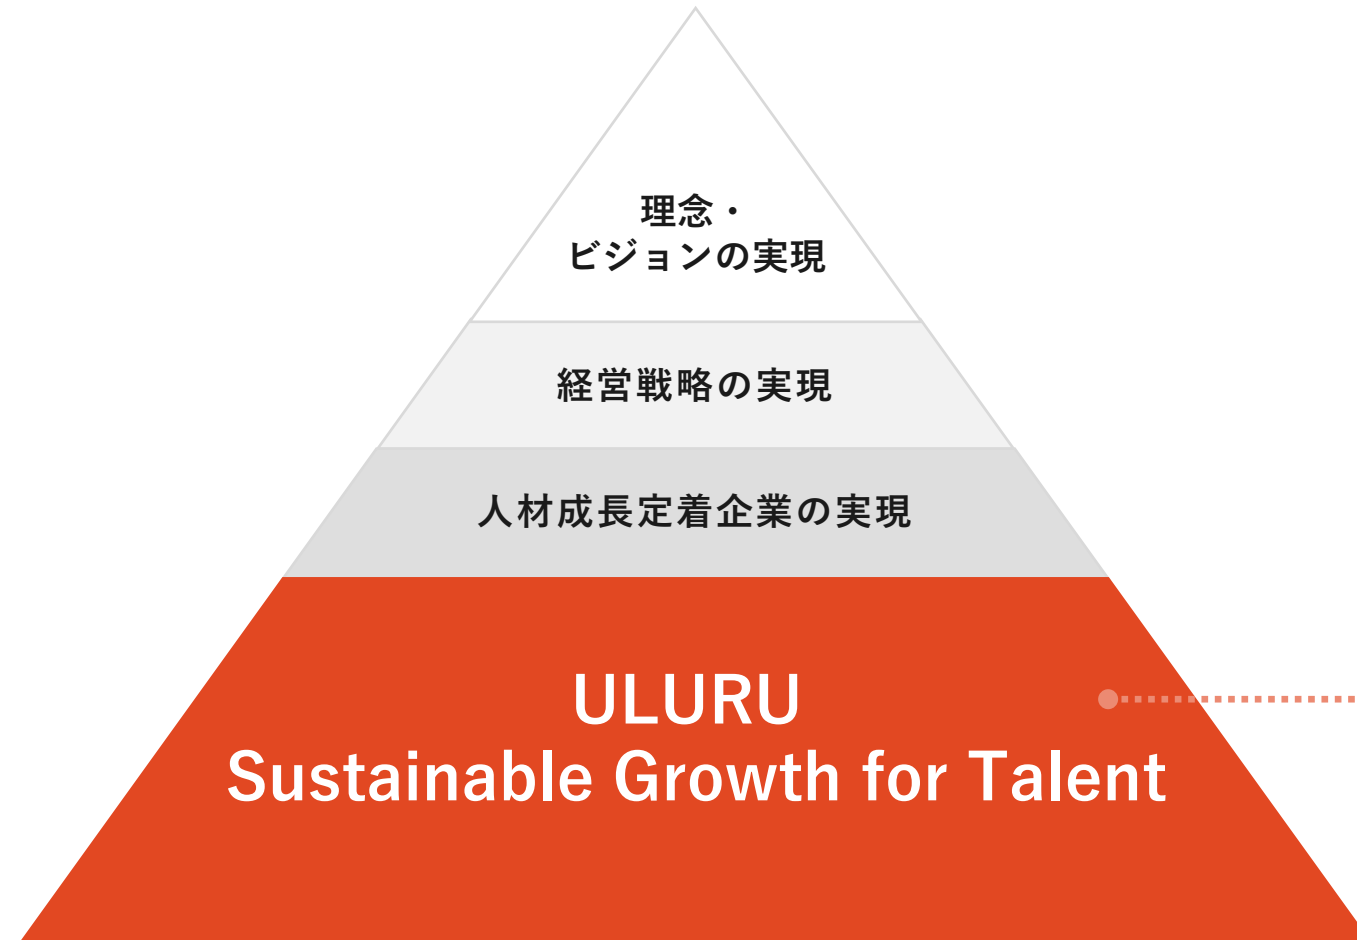 理念・
ビジョンの実現
経営戦略の実現
人材成長定着企業の実現
ULURU
Sustainable Growth for Talent